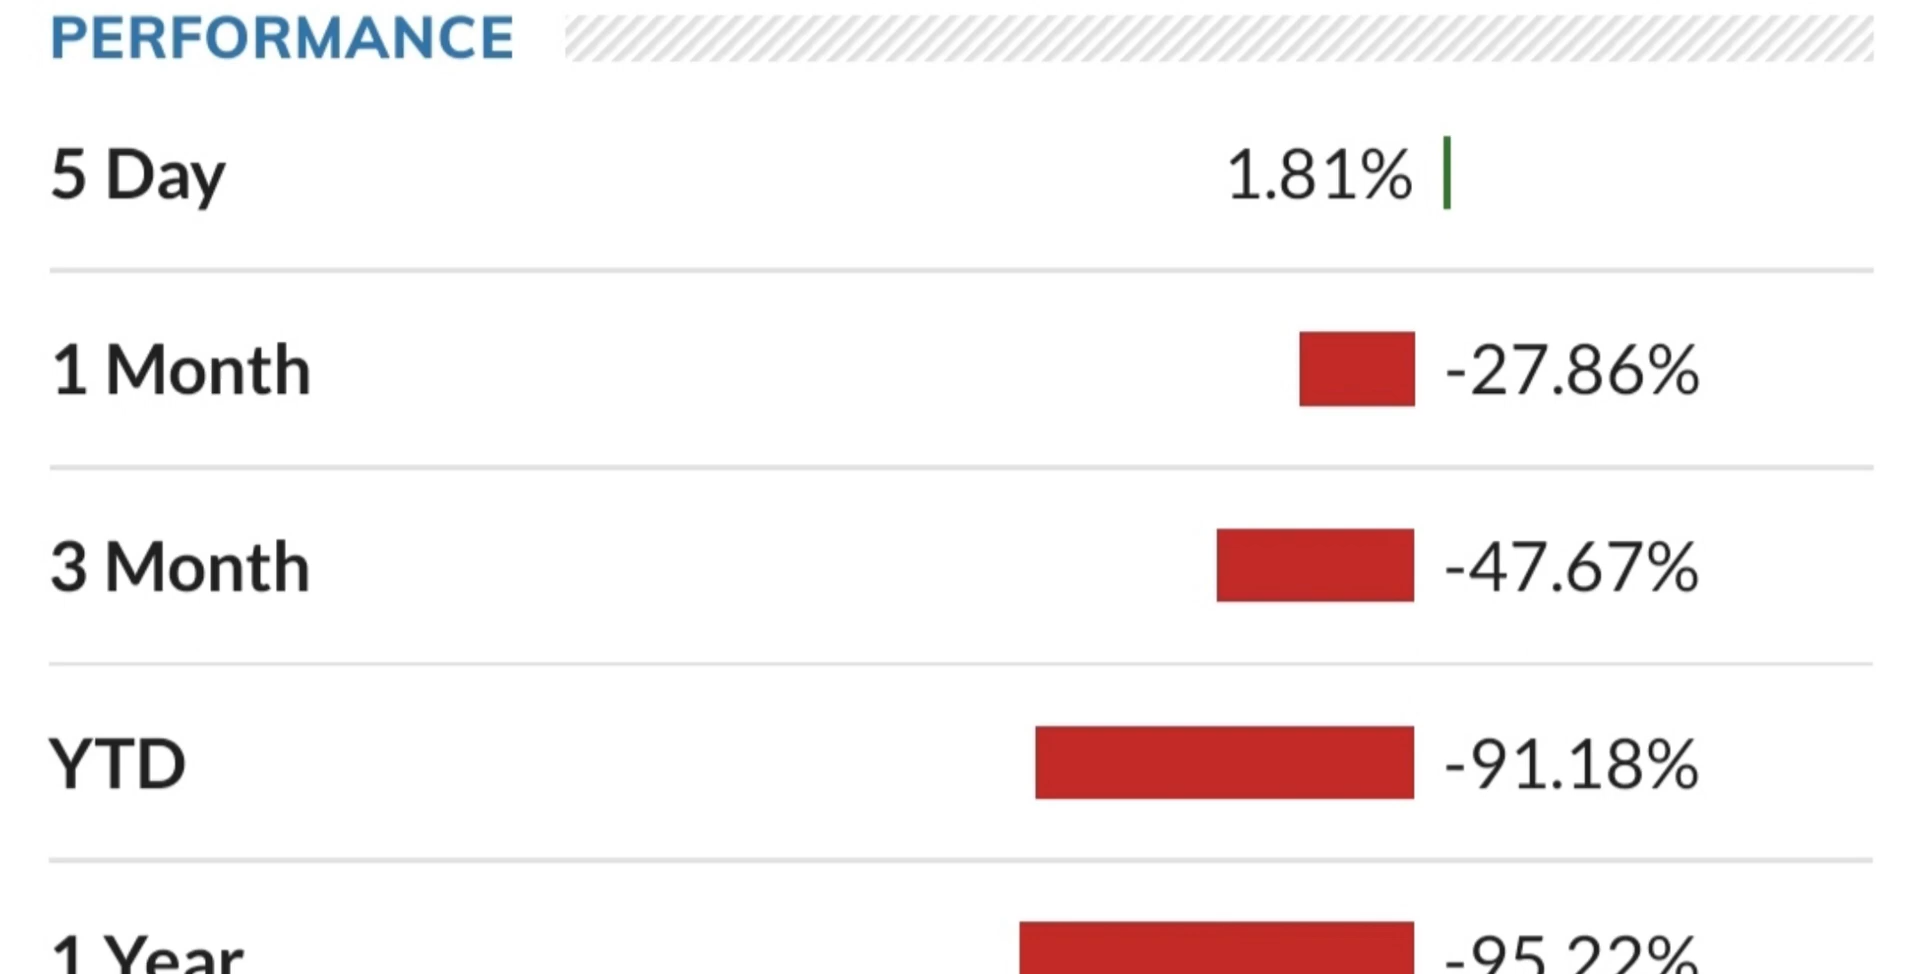 PERFORMANCE
5 Day 1.81%
1 Month -27.86%
3 Month -47.67%
YTD -91.18%
1 Year -95.22%